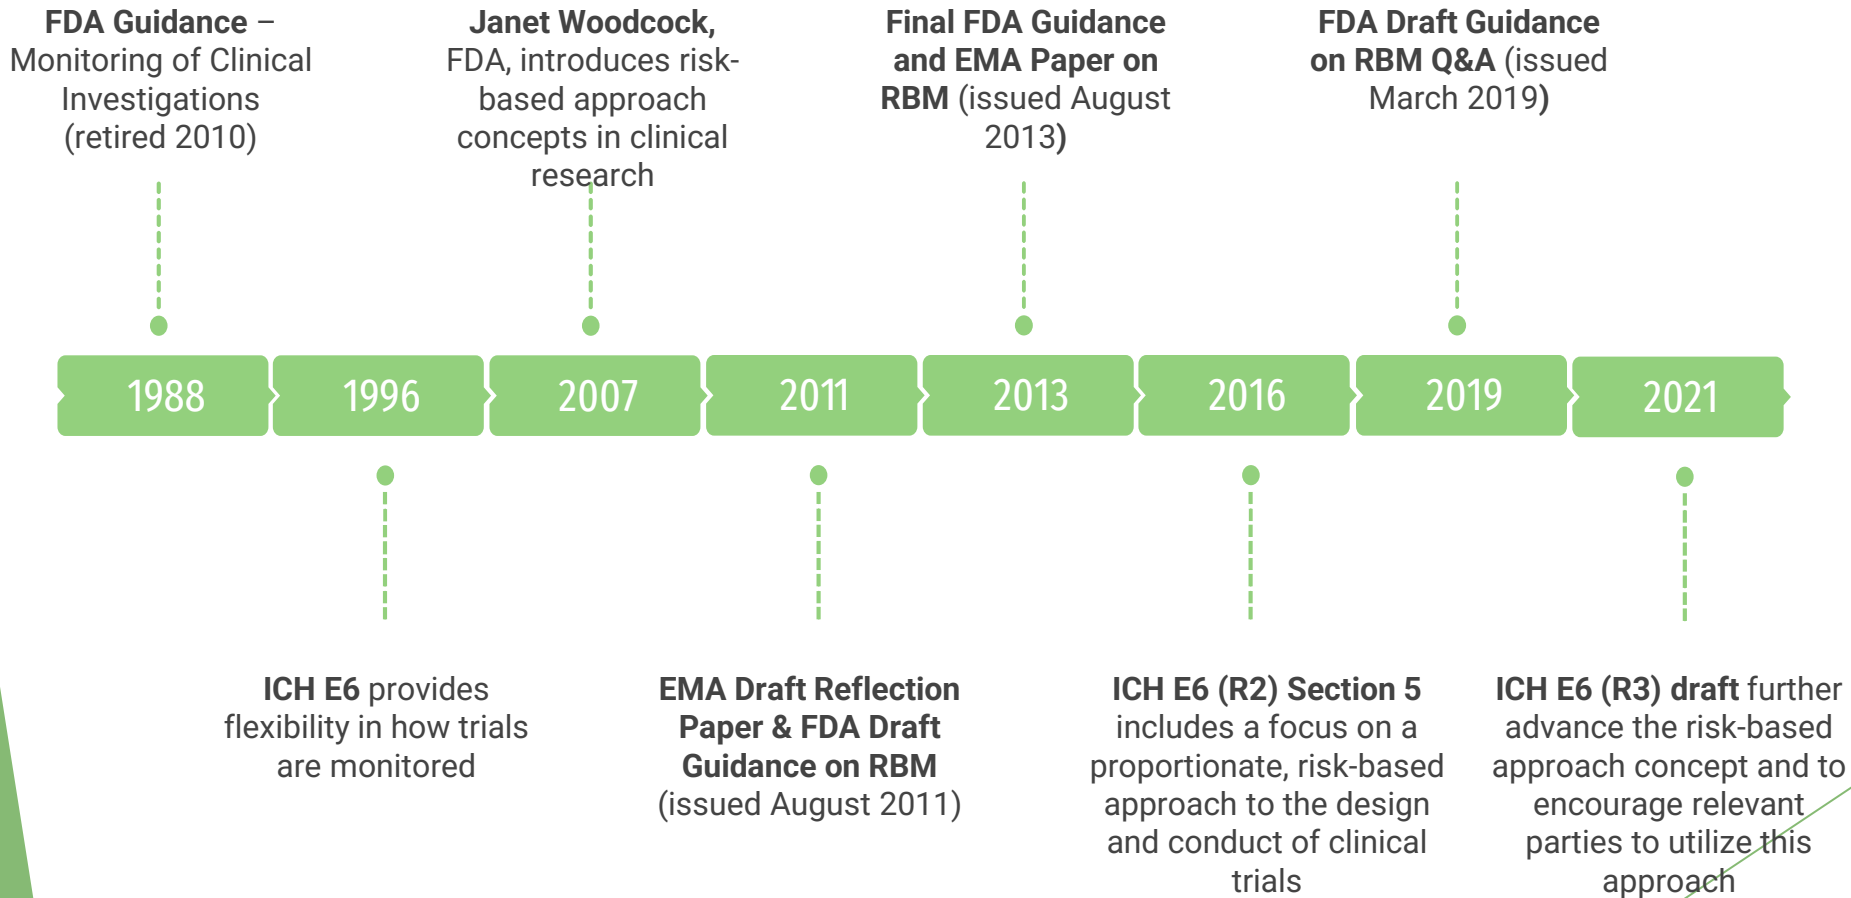 FDA Guidance –
Monitoring of Clinical
Investigations
(retired 2010)
Janet Woodcock,
FDA, introduces risk-
based approach
concepts in clinical
research
Final FDA Guidance
and EMA Paper on
RBM (issued August
2013)
FDA Draft Guidance
on RBM Q&A (issued
March 2019)
1988
1996
2007
2011
2013
2016
2019
2021
ICH E6 provides
flexibility in how trials
are monitored
EMA Draft Reflection
Paper & FDA Draft
Guidance on RBM
(issued August 2011)
ICH E6 (R2) Section 5
includes a focus on a
proportionate, risk-based
approach to the design
and conduct of clinical
trials
ICH E6 (R3) draft further
advance the risk-based
approach concept and to
encourage relevant
parties to utilize this
approach